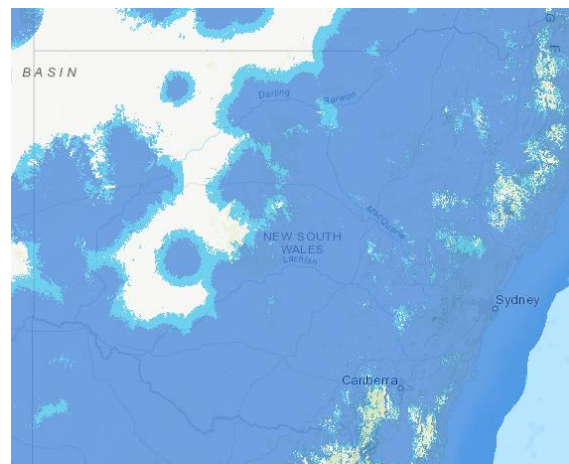 BASIN
Darling
Barwon
Macquarie
NEW SOUTH
WALES
Lachlan
Sydney
Canberra